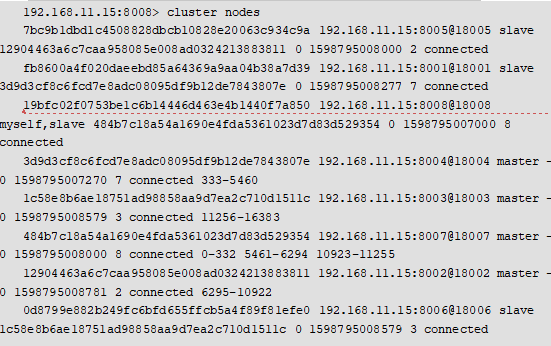 192.168.11.15:8008> cluster nodes
7bc9b1dbd1c4508828dbcb10828e20063c934c9a 192.168.11.15:8005@18005 slave
12904463a6c7caa958085e008ad0324213883811 0 1598795008000 2 connected
fb8600a4f020daeebd85a64369a9aa04b38a7d39 192.168.11.15:8001@18001 slave
3d9d3cf8c6fcd7e8adc08095df9b12de7843807e 0 1598795008277 7 connected
19bfc02f0753be1c6b14446d463e4b1440f7a850 192.168.11.15:8008@18008
myself,slave 484b7c18a54a1690e4fda5361023d7d83d529354 0 1598795007000 8
connected
3d9d3cf8c6fcd7e8adc08095df9b12de7843807e 192.168.11.15:8004@18004 master -
0 1598795007270 7 connected 333-5460
1c58e8b6ae18751ad98858aa9d7ea2c710d1511c 192.168.11.15:8003@18003 master -
0 1598795008579 3 connected 11256-16383
484b7c18a54a1690e4fda5361023d7d83d529354 192.168.11.15:8007@18007 master -
0 1598795008000 8 connected 0-332 5461-6294 10923-11255
12904463a6c7caa958085e008ad0324213883811 192.168.11.15:8002@18002 master -
0 1598795008781 2 connected 6295-10922
0d8799e882b249fc6bfd655ffcb5a4f89f81efe0 192.168.11.15:8006@18006 slave
1c58e8b6ae18751ad98858aa9d7ea2c710d1511c 0 1598795008579 3 connected